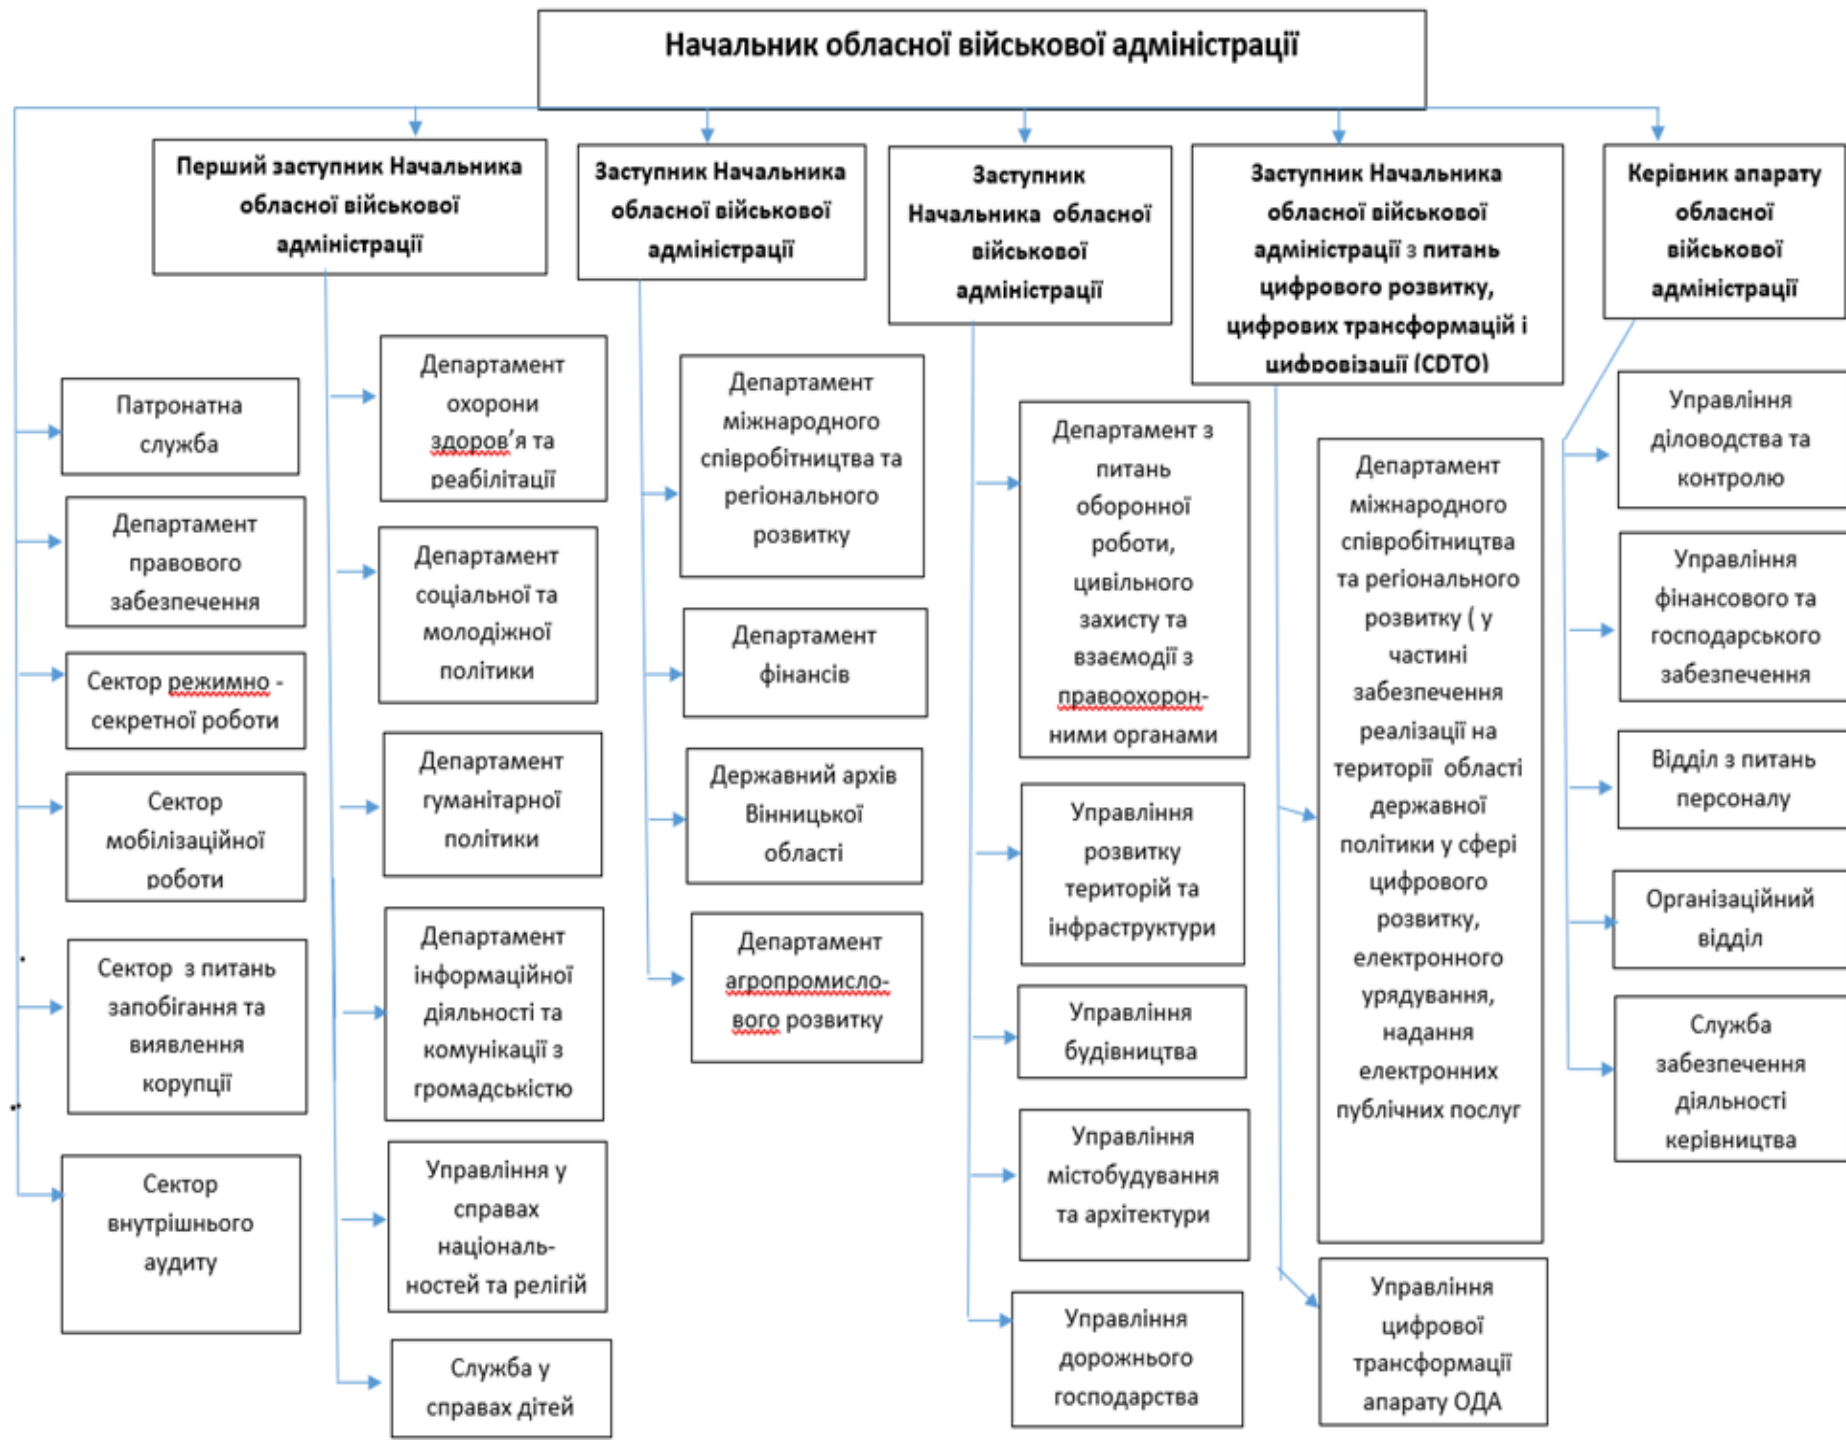 Начальник обласної військової адміністрації
Перший заступник Начальника
обласної військової
адміністрації
Заступник Начальника
обласної військової
адміністрації
Заступник
Начальника обласної
військової
адміністрації
Заступник Начальника
обласної військової
адміністрації з питань
цифрового розвитку,
цифрових трансформацій і
цифровізації (CDTO)
Керівник апарату
обласної
військової
адміністрації
Патронатна
служба
Департамент
правового
забезпечення
Сектор режимно -
секретної роботи
Сектор
мобілізаційної
роботи
Сектор з питань
запобігання та
виявлення
корупції
Сектор
внутрішнього
аудиту
Департамент
охорони
здоров’я та
реабілітації
Департамент
соціальної та
молодіжної
політики
Департамент
гуманітарної
політики
Департамент
інформаційної
діяльності та
комунікації з
громадськістю
Управління у
справах
національ-
ностей та релігій
Служба у
справах дітей
Департамент
міжнародного
співробітництва та
регіонального
розвитку
Департамент
фінансів
Державний архів
Вінницької
області
Департамент
агропромисло-
вого розвитку
Департамент з
питань
оборонної
роботи,
цивільного
захисту та
взаємодії з
правоохорон-
ними органами
Управління
розвитку
територій та
інфраструктури
Управління
будівництва
Управління
містобудування
та архітектури
Управління
дорожнього
господарства
Департамент
міжнародного
співробітництва
та регіонального
розвитку ( у
частині
забезпечення
реалізації на
території області
державної
політики у сфері
цифрового
розвитку,
електронного
урядування,
надання
електронних
публічних послуг
Управління
цифрової
трансформації
апарату ОДА
Управління
діловодства та
контролю
Управління
фінансового та
господарського
забезпечення
Відділ з питань
персоналу
Організаційний
відділ
Служба
забезпечення
діяльності
керівництва